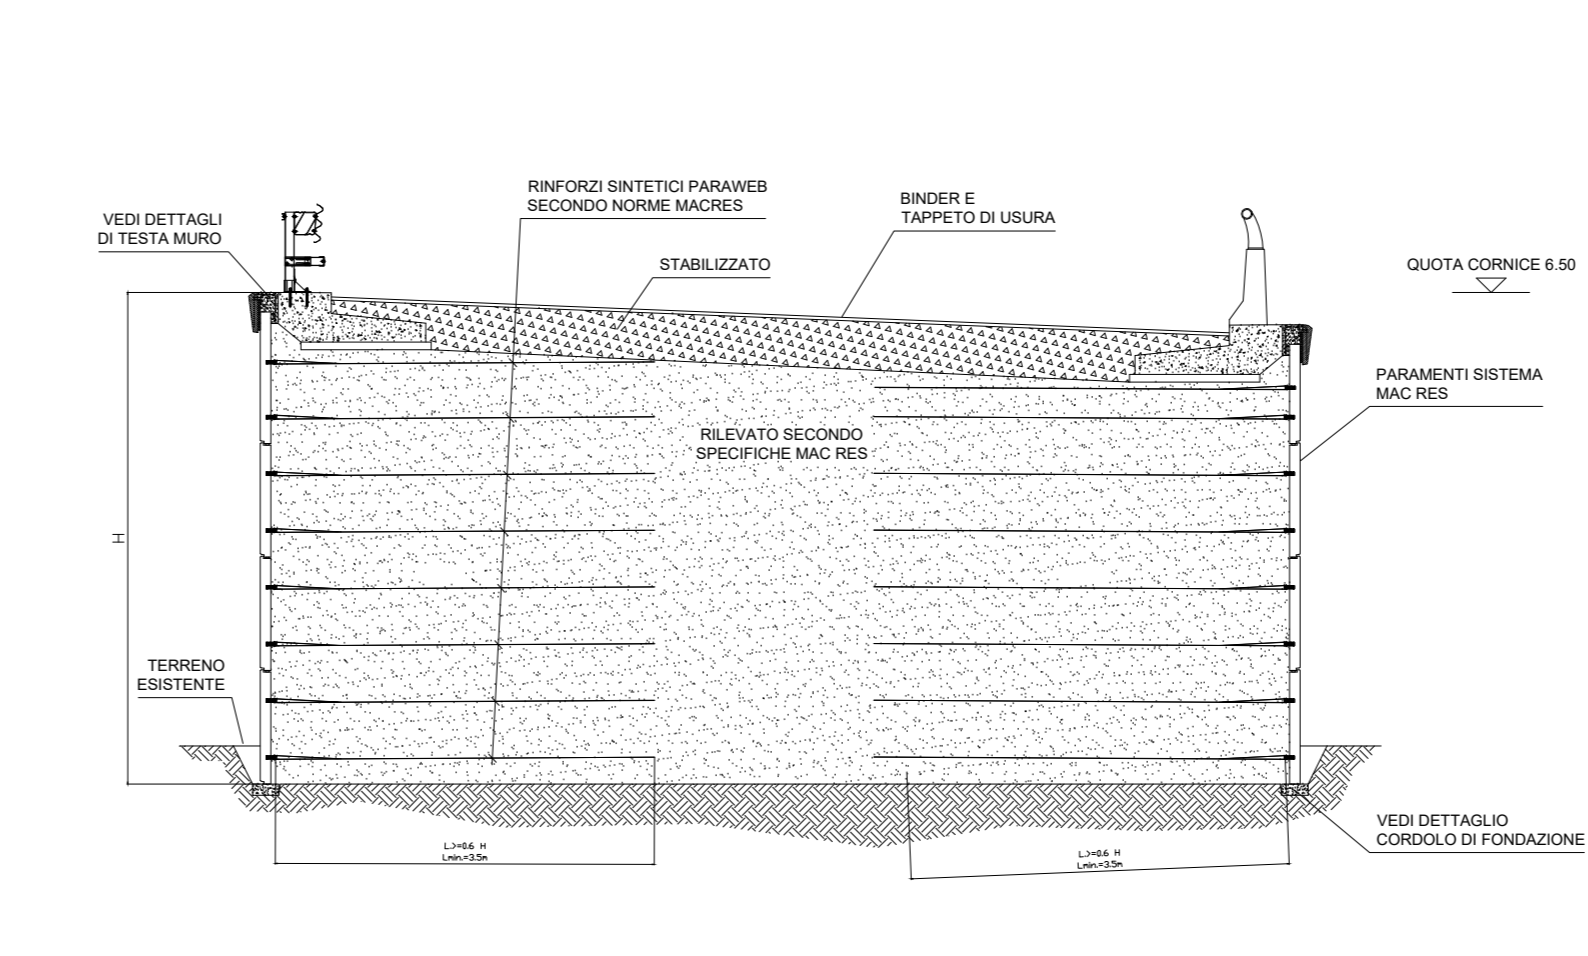 RINFORZI SINTETICI PARAWEB
SECONDO NORME MACRES
BINDER E
TAPPETO DI USURA
VEDI DETTAGLI
DI TESTA MURO
STABILIZZATO
QUOTA CORNICE 6.50
PARAMENTI SISTEMA
MAC RES
RILEVATO SECONDO
SPECIFICHE MAC RES
H
TERRENO
ESISTENTE
VEDI DETTAGLIO
CORDOLO DI FONDAZIONE
L.>=0.6 H
Lmin.=3.5m
L.>=0.6 H
Lmin.=3.5m